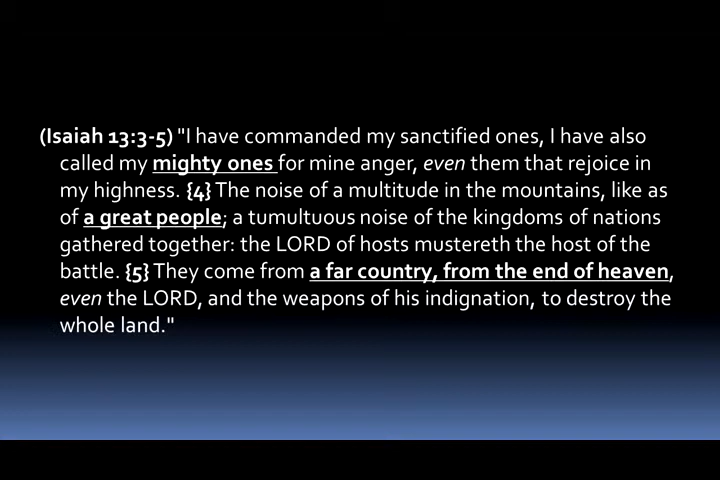 (Isaiah 13:3-5) "I have commanded my sanctified ones, I have also
called my mighty ones for mine anger, even them that rejoice in
my highness. {4} The noise of a multitude in the mountains, like as
of a great people; a tumultuous noise of the kingdoms of nations
gathered together: the LORD of hosts mustereth the host of the
battle. {5} They come from a far country, from the end of heaven,
even the LORD, and the weapons of his indignation, to destroy the
whole land."